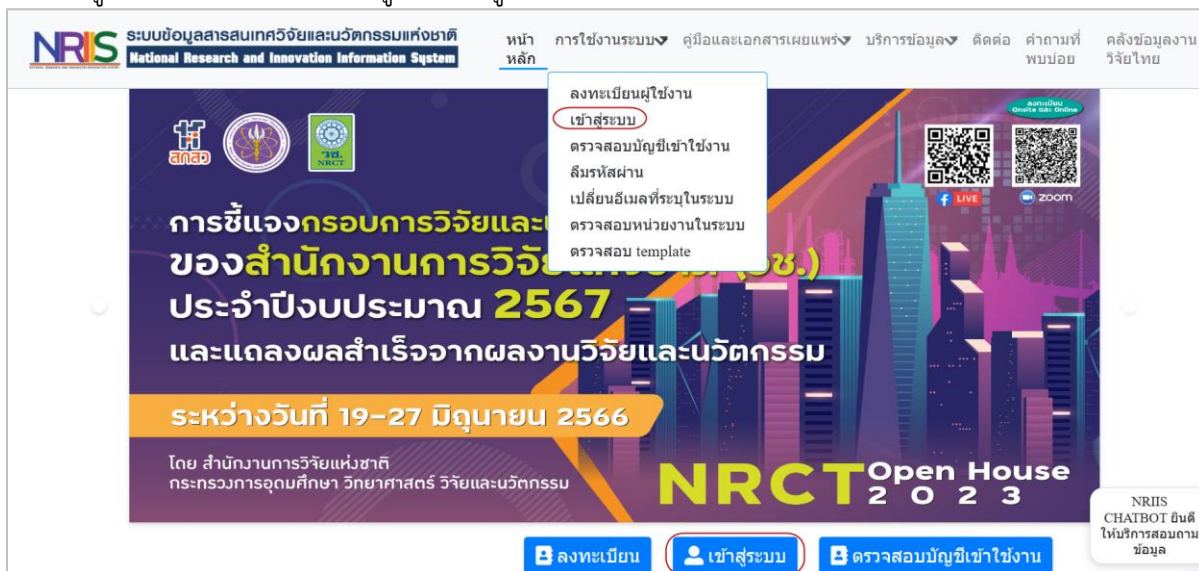 NRIIS
ระบบข้อมูลสารสนเทศวิจัยและนวัตกรรมแห่งชาติ
National Research and Innovation Information System
หน้าหลัก
การใช้งานระบบ
คู่มือและเอกสารเผยแพร่
บริการข้อมูล
ติดต่อ
คำถามที่พบบ่อย
คลังข้อมูลงานวิจัยไทย
ลงทะเบียนผู้ใช้งาน
เข้าสู่ระบบ
ตรวจสอบบัญชีเข้าใช้งาน
ลืมรหัสผ่าน
เปลี่ยนอีเมลที่ระบุในระบบ
ตรวจสอบหน่วยงานในระบบ
ตรวจสอบ template
สกสว
วช.
NRCT
ลงทะเบียน
Onsite และ Online
LIVE
zoom
การชี้แจงกรอบการวิจัยและ
ของสำนักงานการวิจัย
ประจำปีงบประมาณ 2567
และแถลงผลสำเร็จจากผลงานวิจัยและนวัตกรรม
ระหว่างวันที่ 19-27 มิถุนายน 2566
โดย สำนักงานการวิจัยแห่งชาติ
กระทรวงการอุดมศึกษา วิทยาศาสตร์ วิจัยและนวัตกรรม
NRCT Open House
2 0 2 3
NRIIS
CHATBOT ยินดี
ให้บริการสอบถาม
ข้อมูล
ลงทะเบียน
เข้าสู่ระบบ
ตรวจสอบบัญชีเข้าใช้งาน